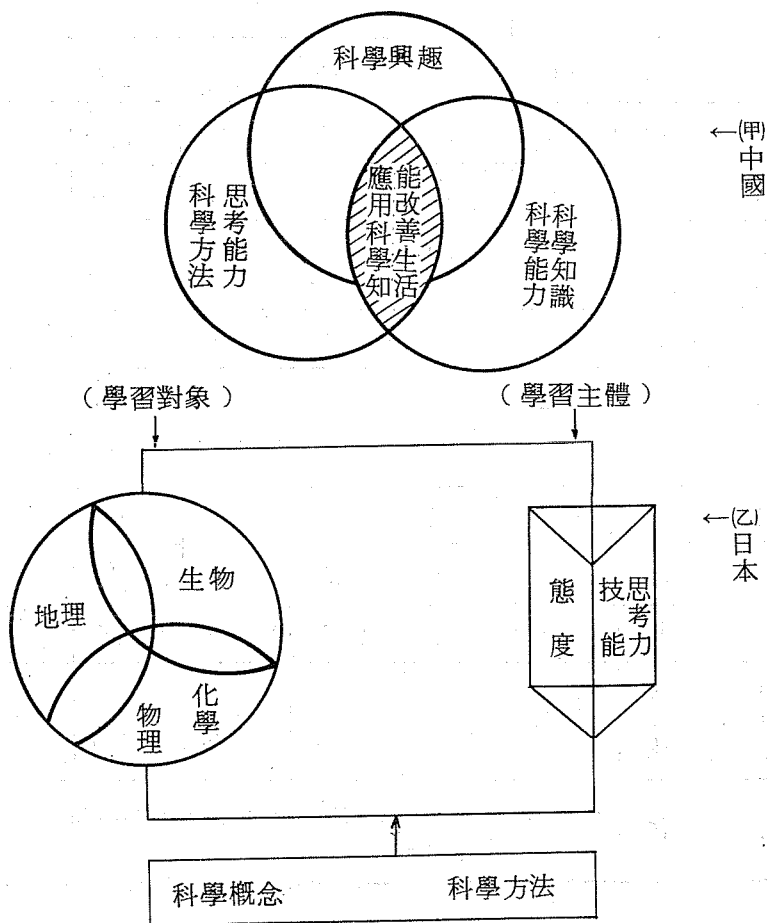 科學興趣
思考能力
科學方法
能改善生活
應用科學知
科學知識
科學能力
←㈠甲中國
(學習對象)
(學習主體)
生物
地理
化學
物理
思考力
技能
態度
←(乙)日本
科學概念 科學方法